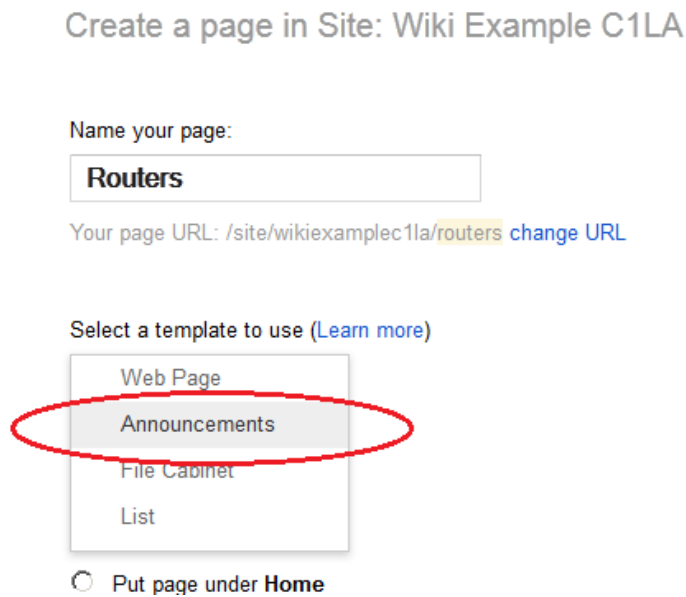 Create a page in Site: Wiki Example C1LA
Name your page:
Routers
Your page URL: /site/wikiexamplec1la/routers change URL
Select a template to use (Learn more)
Web Page
Announcements
File Cabinet
List
Put page under Home